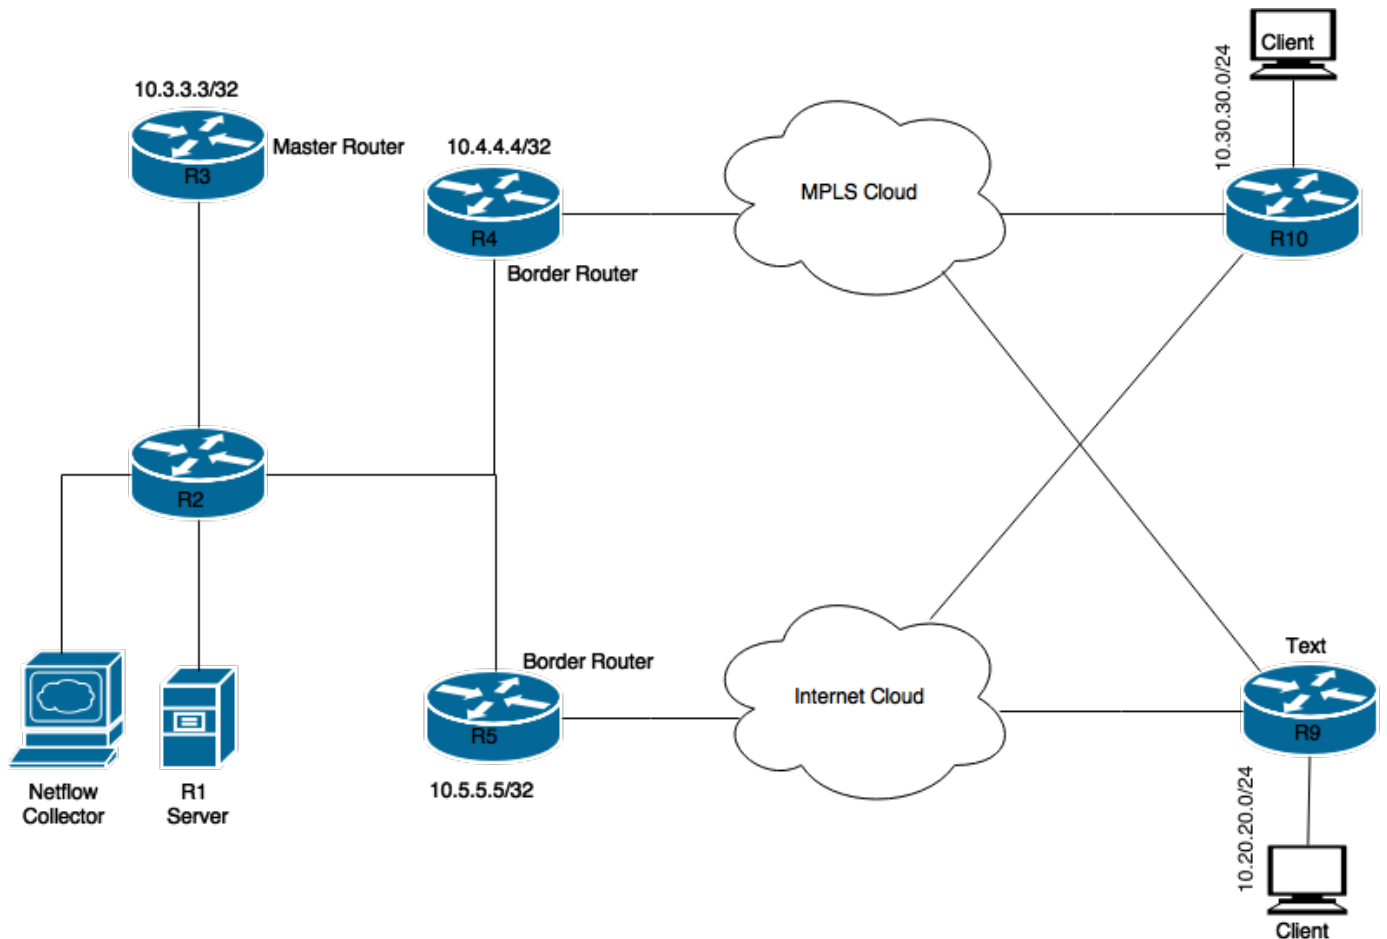 Client
10.30.30.0/24
10.3.3.3/32
Master Router
R3
10.4.4.4/32
R4
Border Router
MPLS Cloud
R10
R2
Border Router
R5
10.5.5.5/32
Internet Cloud
Text
R9
10.20.20.0/24
Client
Netflow
Collector
R1
Server